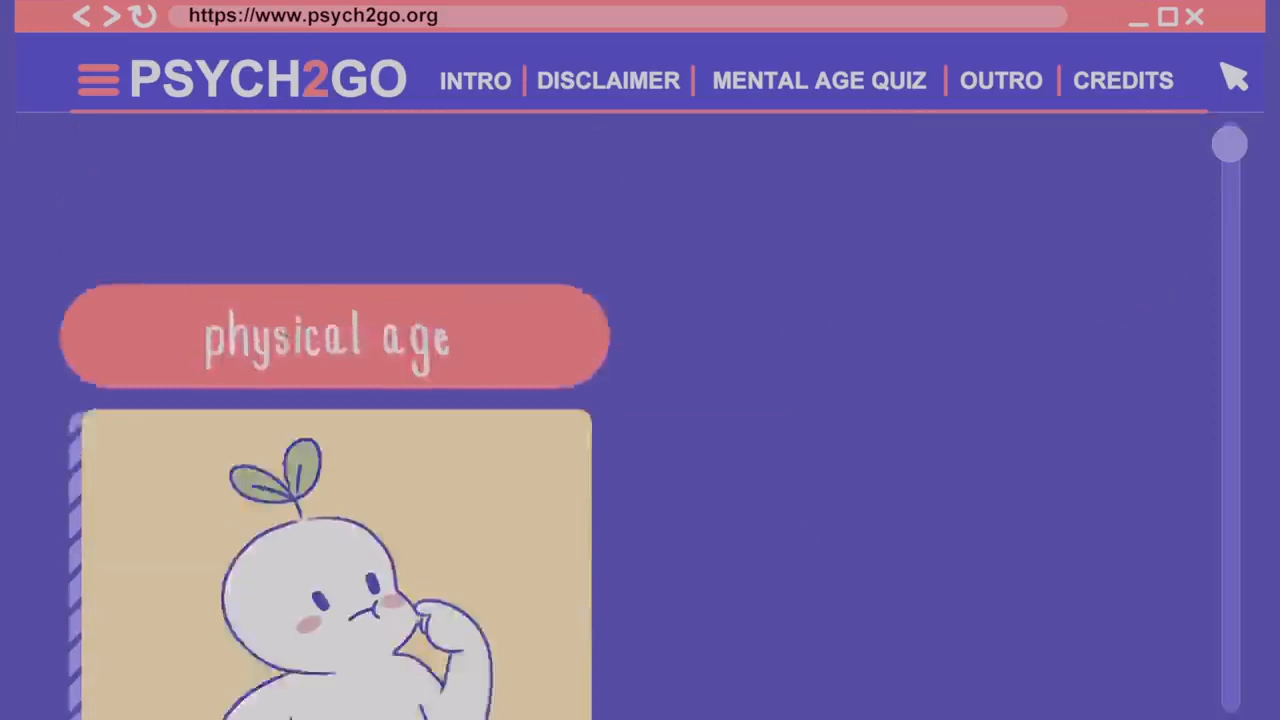 https://www.psych2go.org
PSYCH2GO INTRO | DISCLAIMER | MENTAL AGE QUIZ | OUTRO | CREDITS
physical age